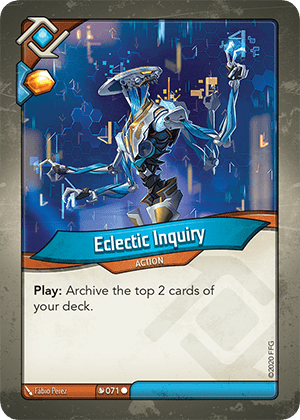 Eclectic Inquiry
ACTION
Play: Archive the top 2 cards of
your deck.
Fabio Perez
071
©2020 FFG